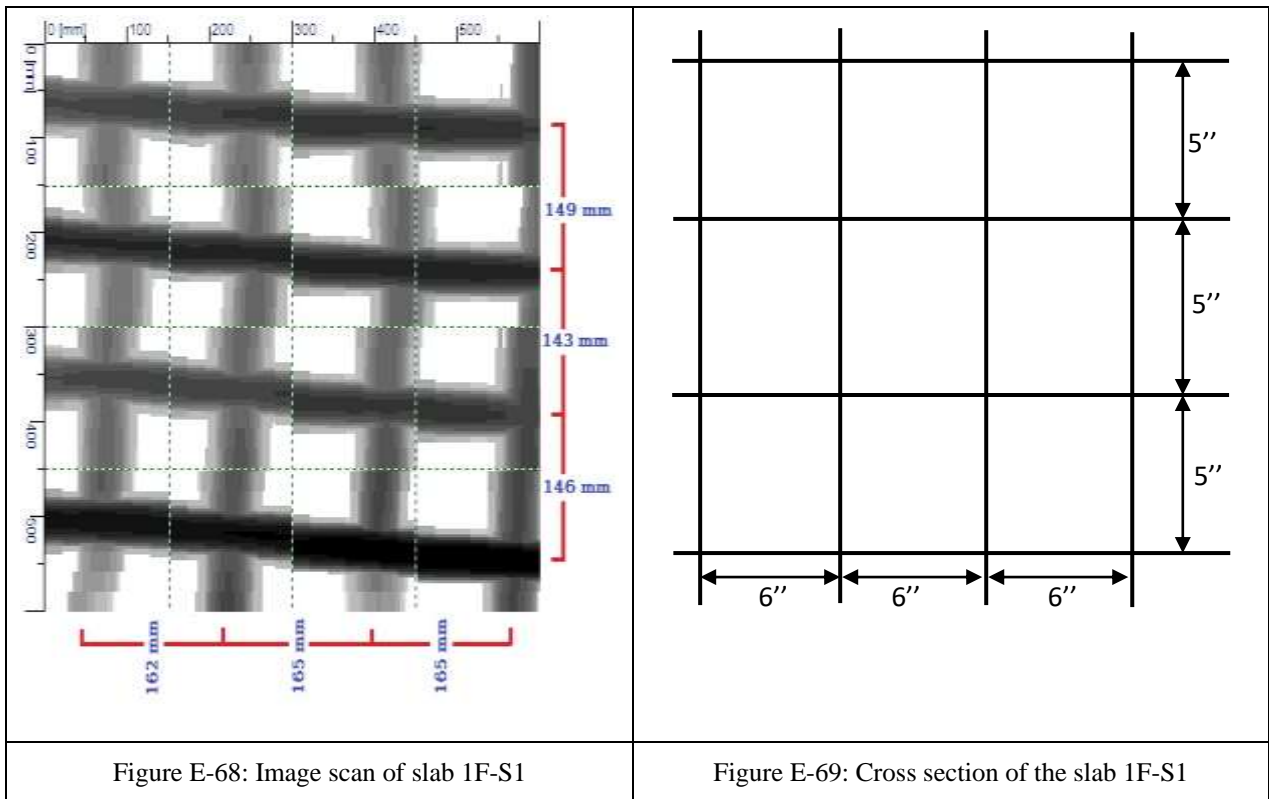 0 [mm] 100 200 300 400 500
0 [mm]
100
200
300
400
500
149 mm
143 mm
146 mm
162 mm
165 mm
165 mm
Figure E-68: Image scan of slab 1F-S1
5’’
5’’
5’’
6’’ 6’’ 6’’
Figure E-69: Cross section of the slab 1F-S1